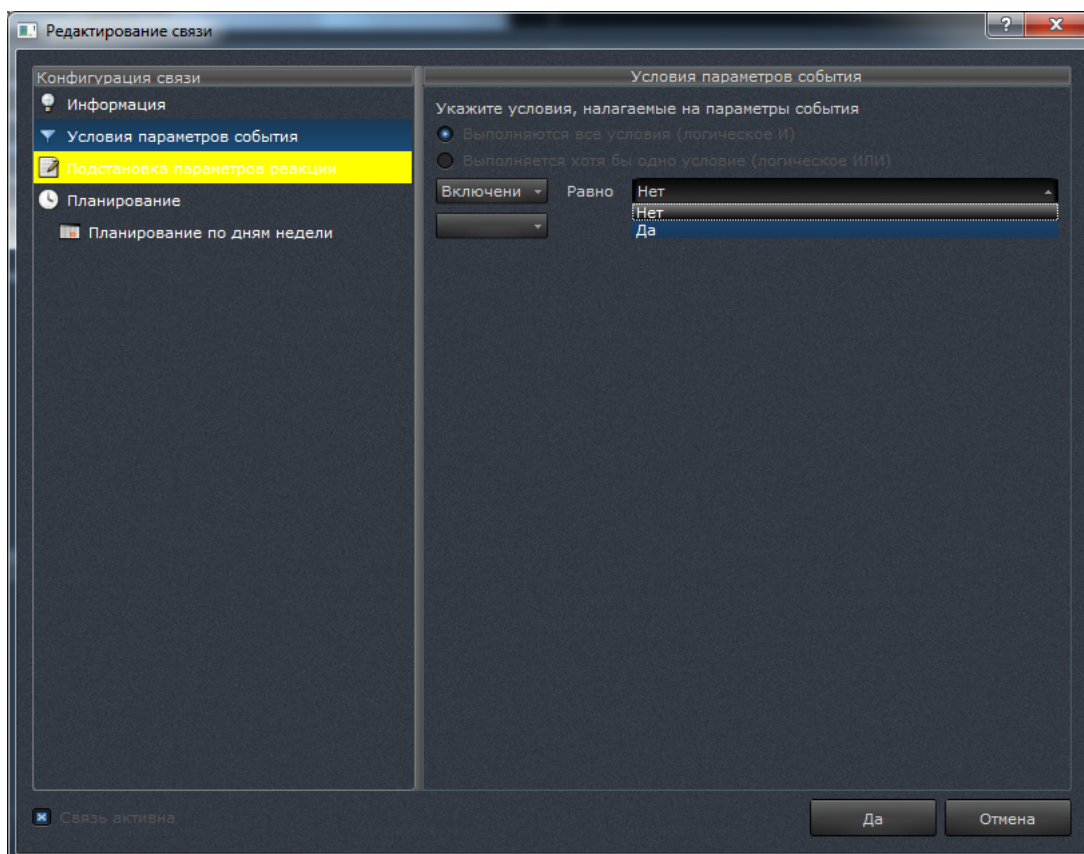 Редактирование связи
?
x
Конфигурация связи
Информация
Условия параметров события
Подстановка параметров реакции
Планирование
Планирование по дням недели
Условия параметров события
Укажите условия, налагаемые на параметры события
Выполняются все условия (логическое И)
Выполняется хотя бы одно условие (логическое ИЛИ)
Включени Равно Нет
Нет
Да
Связь активна
Да
Отмена